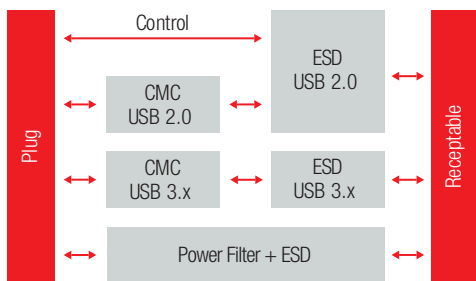 Control
ESD
USB 2.0
CMC
USB 2.0
Plug
Receptable
CMC
USB 3.x
ESD
USB 3.x
Power Filter + ESD